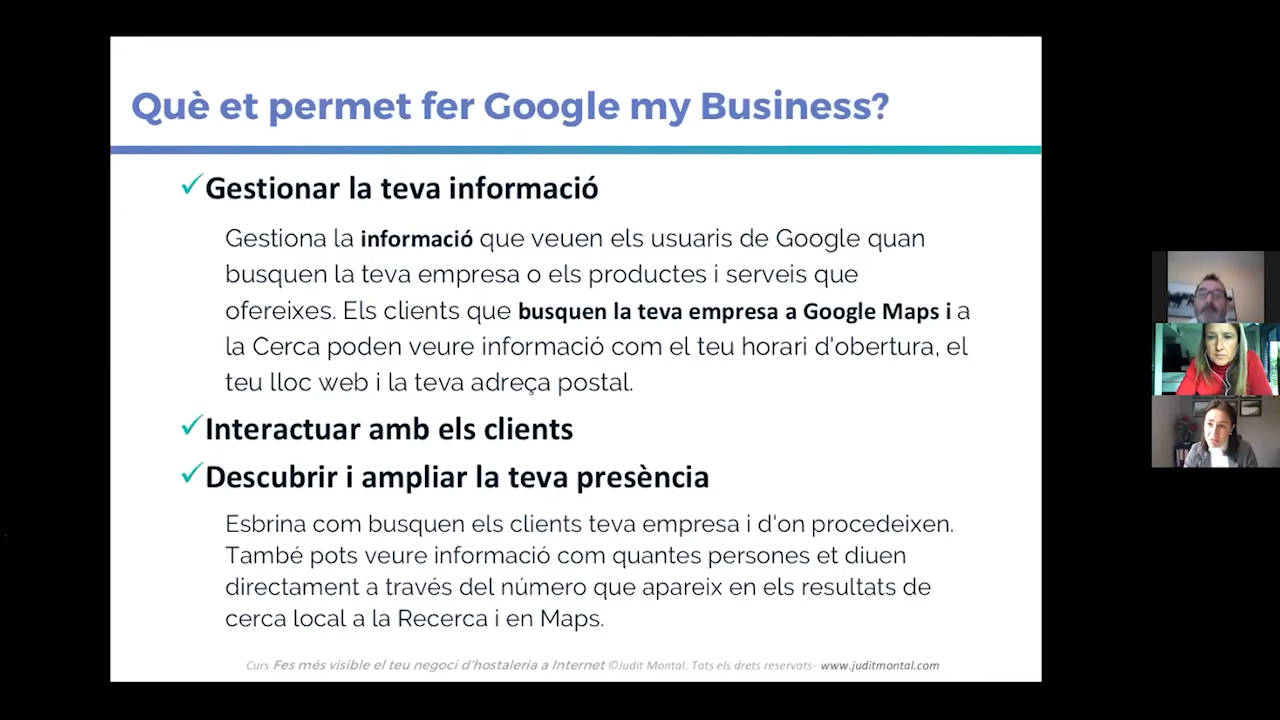 Què et permet fer Google my Business?
✓Gestionar la teva informació
Gestiona la informació que veuen els usuaris de Google quan
busquen la teva empresa o els productes i serveis que
ofereixes. Els clients que busquen la teva empresa a Google Maps i a
la Cerca poden veure informació com el teu horari d'obertura, el
teu lloc web i la teva adreça postal.
✓Interactuar amb els clients
✓Descubrir i ampliar la teva presència
Esbrina com busquen els clients teva empresa i d'on procedeixen.
També pots veure informació com quantes persones et diuen
directament a través del número que apareix en els resultats de
cerca local a la Recerca i en Maps.
Curs Fes més visible el teu negoci d'hostaleria a Internet ©Judit Montal. Tots els drets reservats- www.juditmontal.com